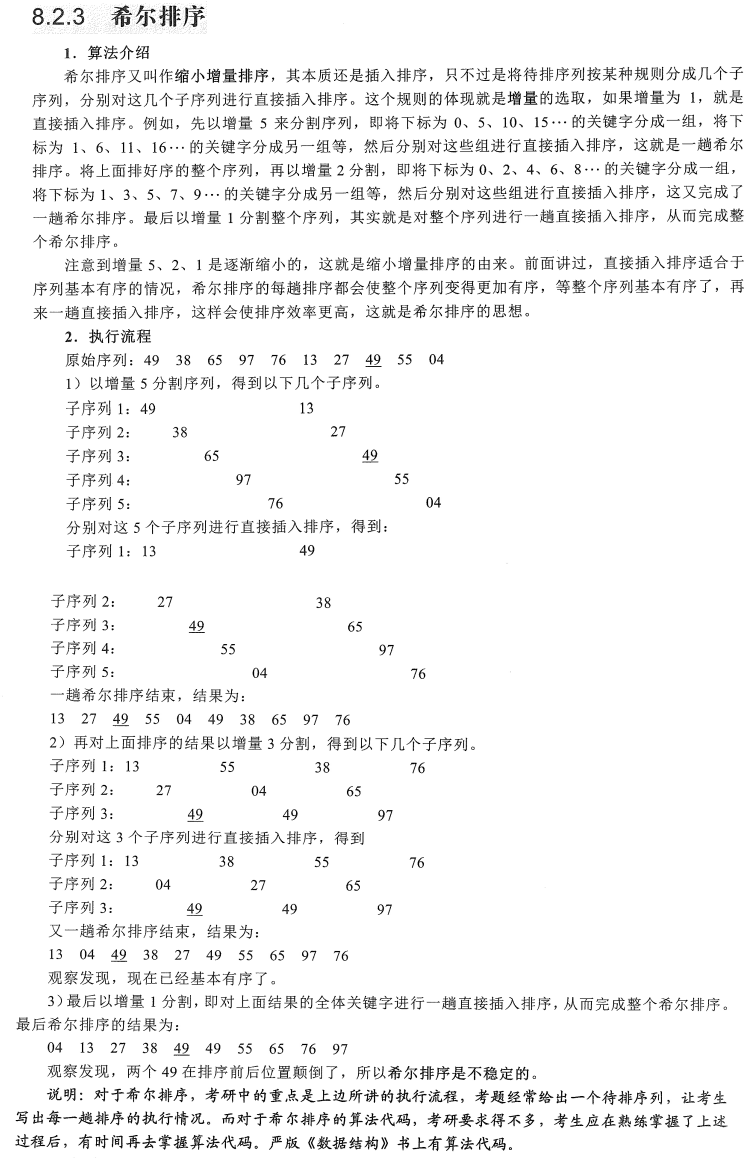 8.2.3 希尔排序
1．算法介绍
希尔排序又叫作缩小增量排序，其本质还是插入排序，只不过是将待排序列按某种规则分成几个子
序列，分别对这几个子序列进行直接插入排序。这个规则的体现就是增量的选取，如果增量为 1，就是
直接插入排序。例如，先以增量 5 来分割序列，即将下标为 0、5、10、15…的关键字分成一组，将下
标为 1、6、11、16…的关键字分成另一组等，然后分别对这些组进行直接插入排序，这就是一趟希尔
排序。将上面排好序的整个序列，再以增量 2 分割，即将下标为 0、2、4、6、8…的关键字分成一组，
将下标为 1、3、5、7、9…的关键字分成另一组等，然后分别对这些组进行直接插入排序，这又完成了
一趟希尔排序。最后以增量 1 分割整个序列，其实就是对整个序列进行一趟直接插入排序，从而完成整
个希尔排序。
注意到增量 5、2、1 是逐渐缩小的，这就是缩小增量排序的由来。前面讲过，直接插入排序适合于
序列基本有序的情况，希尔排序的每趟排序都会使整个序列变得更加有序，等整个序列基本有序了，再
来一趟直接插入排序，这样会使排序效率更高，这就是希尔排序的思想。
2．执行流程
原始序列：49 38 65 97 76 13 27 49 55 04
1）以增量 5 分割序列，得到以下几个子序列。
子序列 1：49 13
子序列 2： 38 27
子序列 3： 65 49
子序列 4： 97 55
子序列 5： 76 04
分别对这 5 个子序列进行直接插入排序，得到：
子序列 1：13 49
子序列 2： 27 38
子序列 3： 49 65
子序列 4： 55 97
子序列 5： 04 76
一趟希尔排序结束，结果为：
13 27 49 55 04 49 38 65 97 76
2）再对上面排序的结果以增量 3 分割，得到以下几个子序列。
子序列 1：13 55 38 76
子序列 2： 27 04 65
子序列 3： 49 49 97
分别对这 3 个子序列进行直接插入排序，得到
子序列 1：13 38 55 76
子序列 2： 04 27 65
子序列 3： 49 49 97
又一趟希尔排序结束，结果为：
13 04 49 38 27 49 55 65 97 76
观察发现，现在已经基本有序了。
3）最后以增量 1 分割，即对上面结果的全体关键字进行一趟直接插入排序，从而完成整个希尔排序。
最后希尔排序的结果为：
04 13 27 38 49 49 55 65 76 97
观察发现，两个 49 在排序前后位置颠倒了，所以希尔排序是不稳定的。
说明：对于希尔排序，考研中的重点是上边所讲的执行流程，考题经常给出一个待排序列，让考生
写出每一趟排序的执行情况。而对于希尔排序的算法代码，考研要求得不多，考生应在熟练掌握了上述
过程后，有时间再去掌握算法代码。严版《数据结构》书上有算法代码。